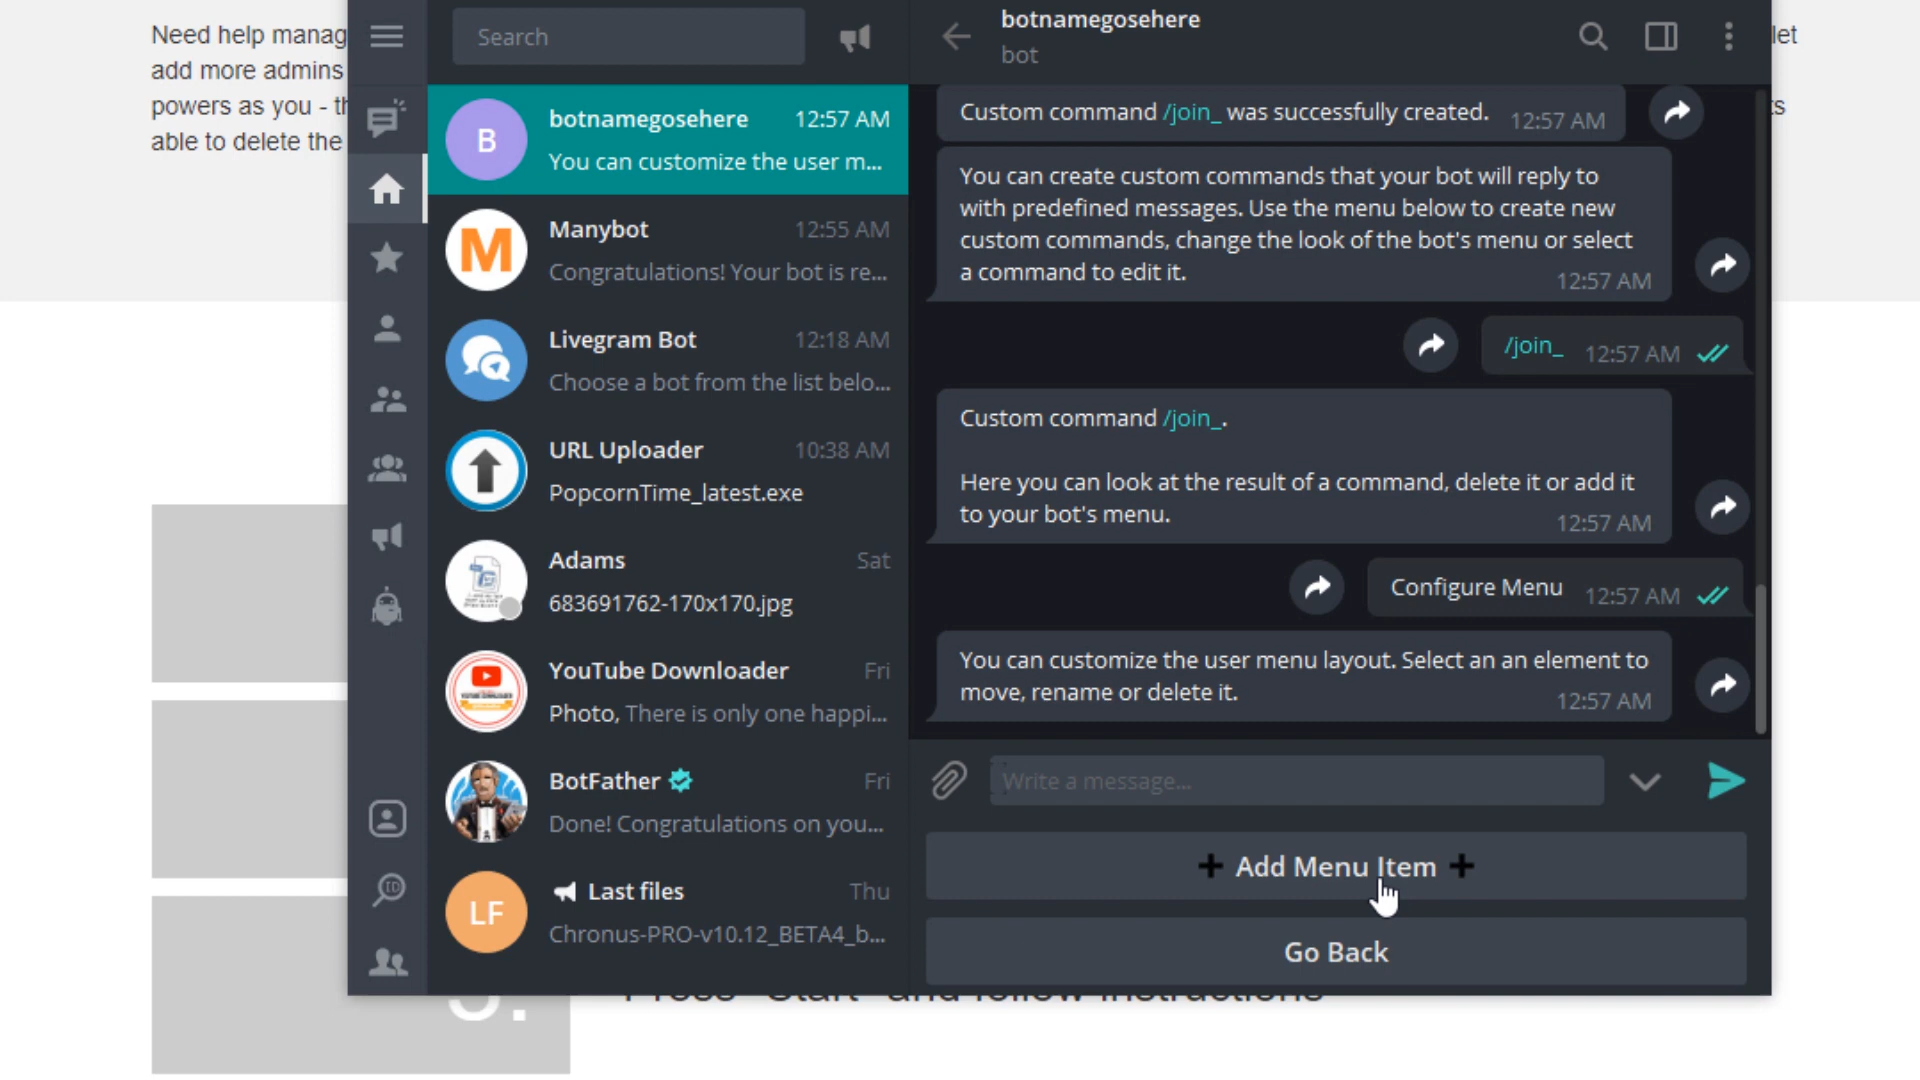 Need help manag
add more admins
powers as you - th
able to delete the
let
ts
Search
botnamegosehere
bot
botnamegosehere 12:57 AM
You can customize the user m...
Manybot 12:55 AM
Congratulations! Your bot is re...
Livegram Bot 12:18 AM
Choose a bot from the list belo...
URL Uploader 10:38 AM
PopcornTime_latest.exe
Adams Sat
683691762-170x170.jpg
YouTube Downloader Fri
Photo, There is only one happi...
BotFather Fri
Done! Congratulations on you...
Last files Thu
Chronus-PRO-v10.12_BETA4_b...
B
M
LF
ID
Custom command /join_ was successfully created. 12:57 AM
You can create custom commands that your bot will reply to
with predefined messages. Use the menu below to create new
custom commands, change the look of the bot's menu or select
a command to edit it. 12:57 AM
/join_ 12:57 AM
Custom command /join_.
Here you can look at the result of a command, delete it or add it
to your bot's menu. 12:57 AM
Configure Menu 12:57 AM
You can customize the user menu layout. Select an an element to
move, rename or delete it. 12:57 AM
Write a message...
+ Add Menu Item +
Go Back
3. Press "Start" and follow instructions